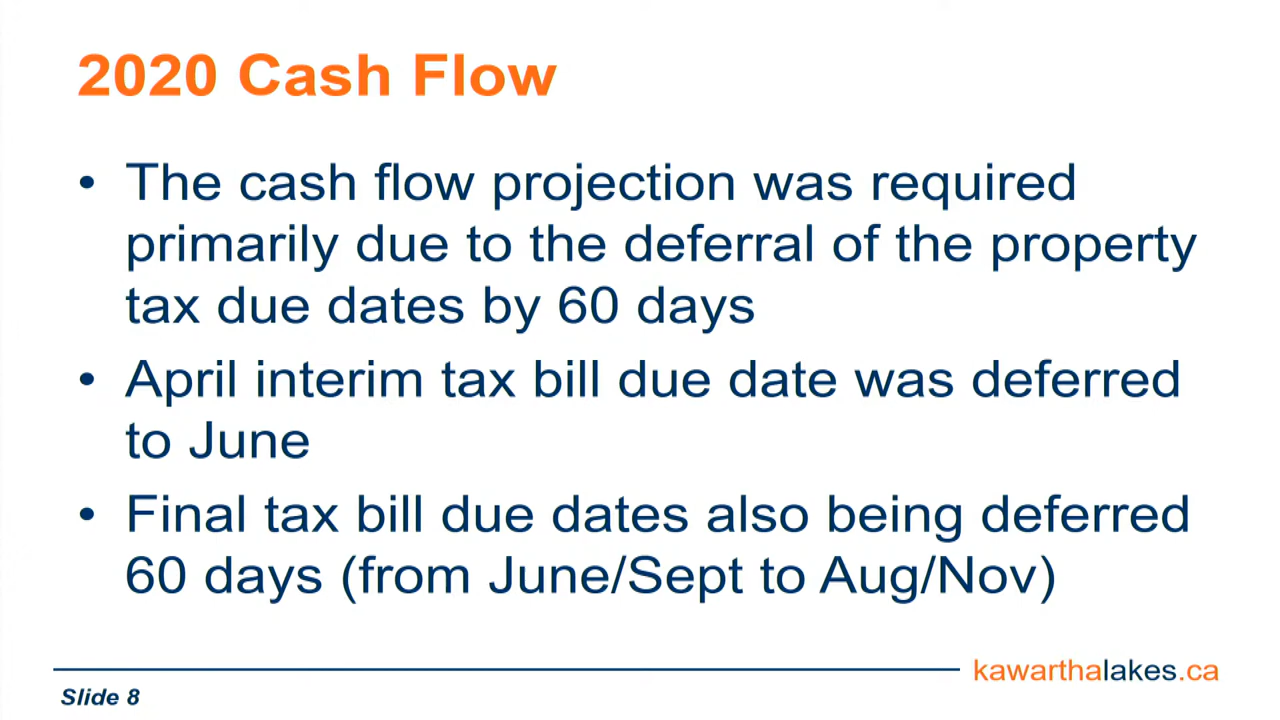 2020 Cash Flow
• The cash flow projection was required
primarily due to the deferral of the property
tax due dates by 60 days
• April interim tax bill due date was deferred
to June
• Final tax bill due dates also being deferred
60 days (from June/Sept to Aug/Nov)
kawarthalakes.ca
Slide 8